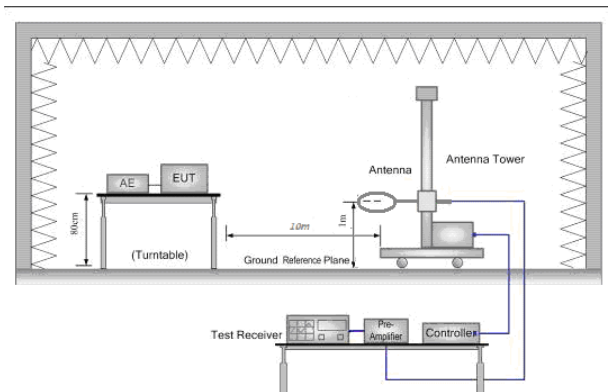 Antenna
Antenna Tower
AE
EUT
80cm
(Turntable)
10m
1m
Ground Reference Plane
Test Receiver
Pre-
Amplifier
Controller